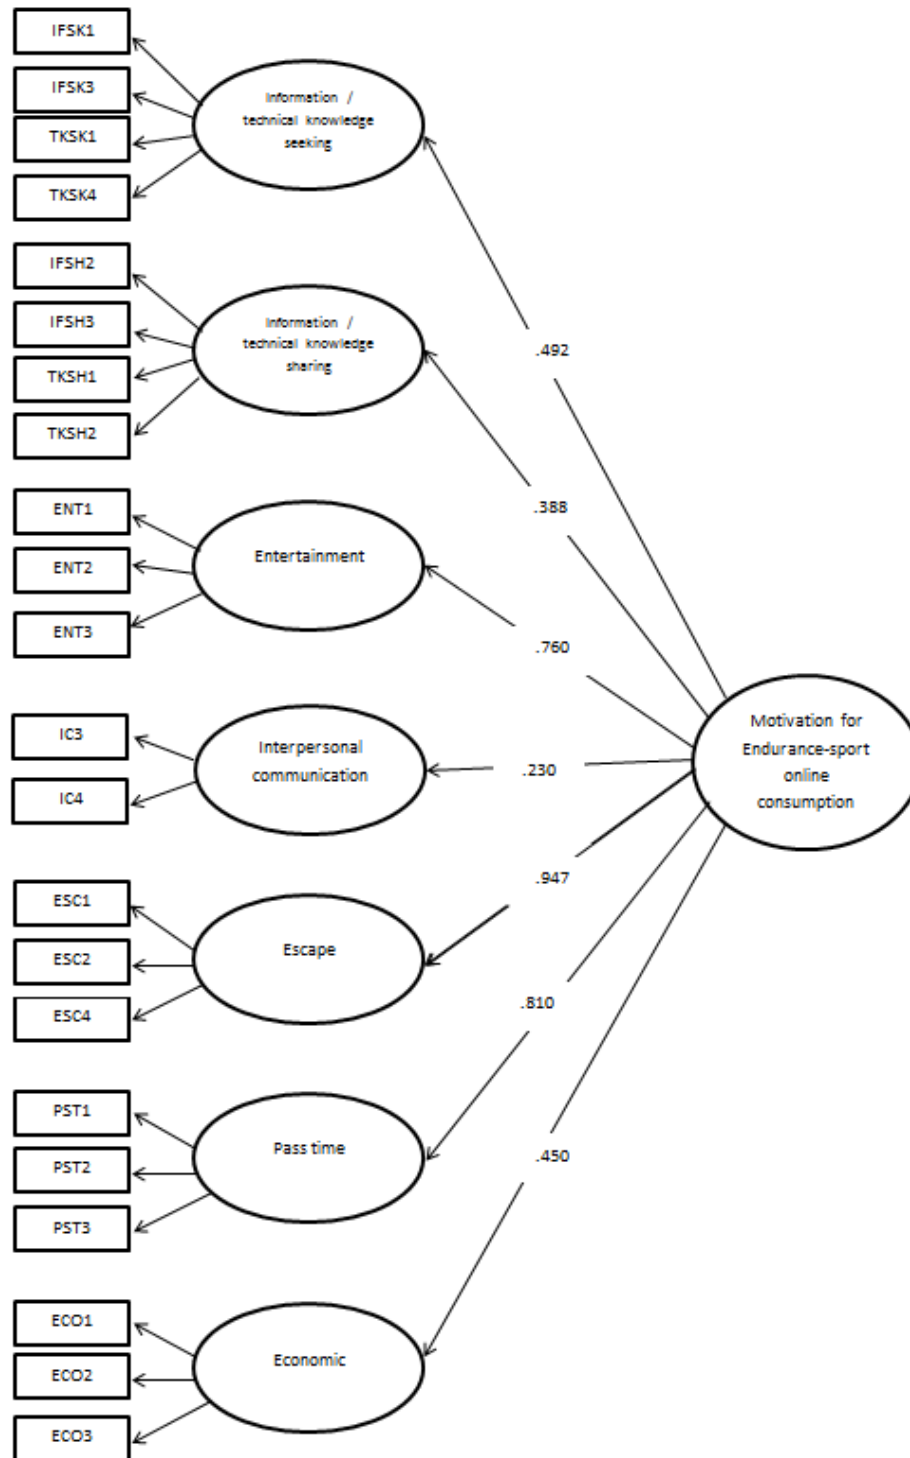 IFSK1
IFSK3
TKSK1
TKSK4
Information /
technical knowledge
seeking
IFSH2
IFSH3
TKSH1
TKSH2
Information /
technical knowledge
sharing
ENT1
ENT2
ENT3
Entertainment
IC3
IC4
Interpersonal
communication
ESC1
ESC2
ESC4
Escape
PST1
PST2
PST3
Pass time
ECO1
ECO2
ECO3
Economic
.492
.388
.760
.230
.947
.810
.450
Motivation for
Endurance-sport
online
consumption